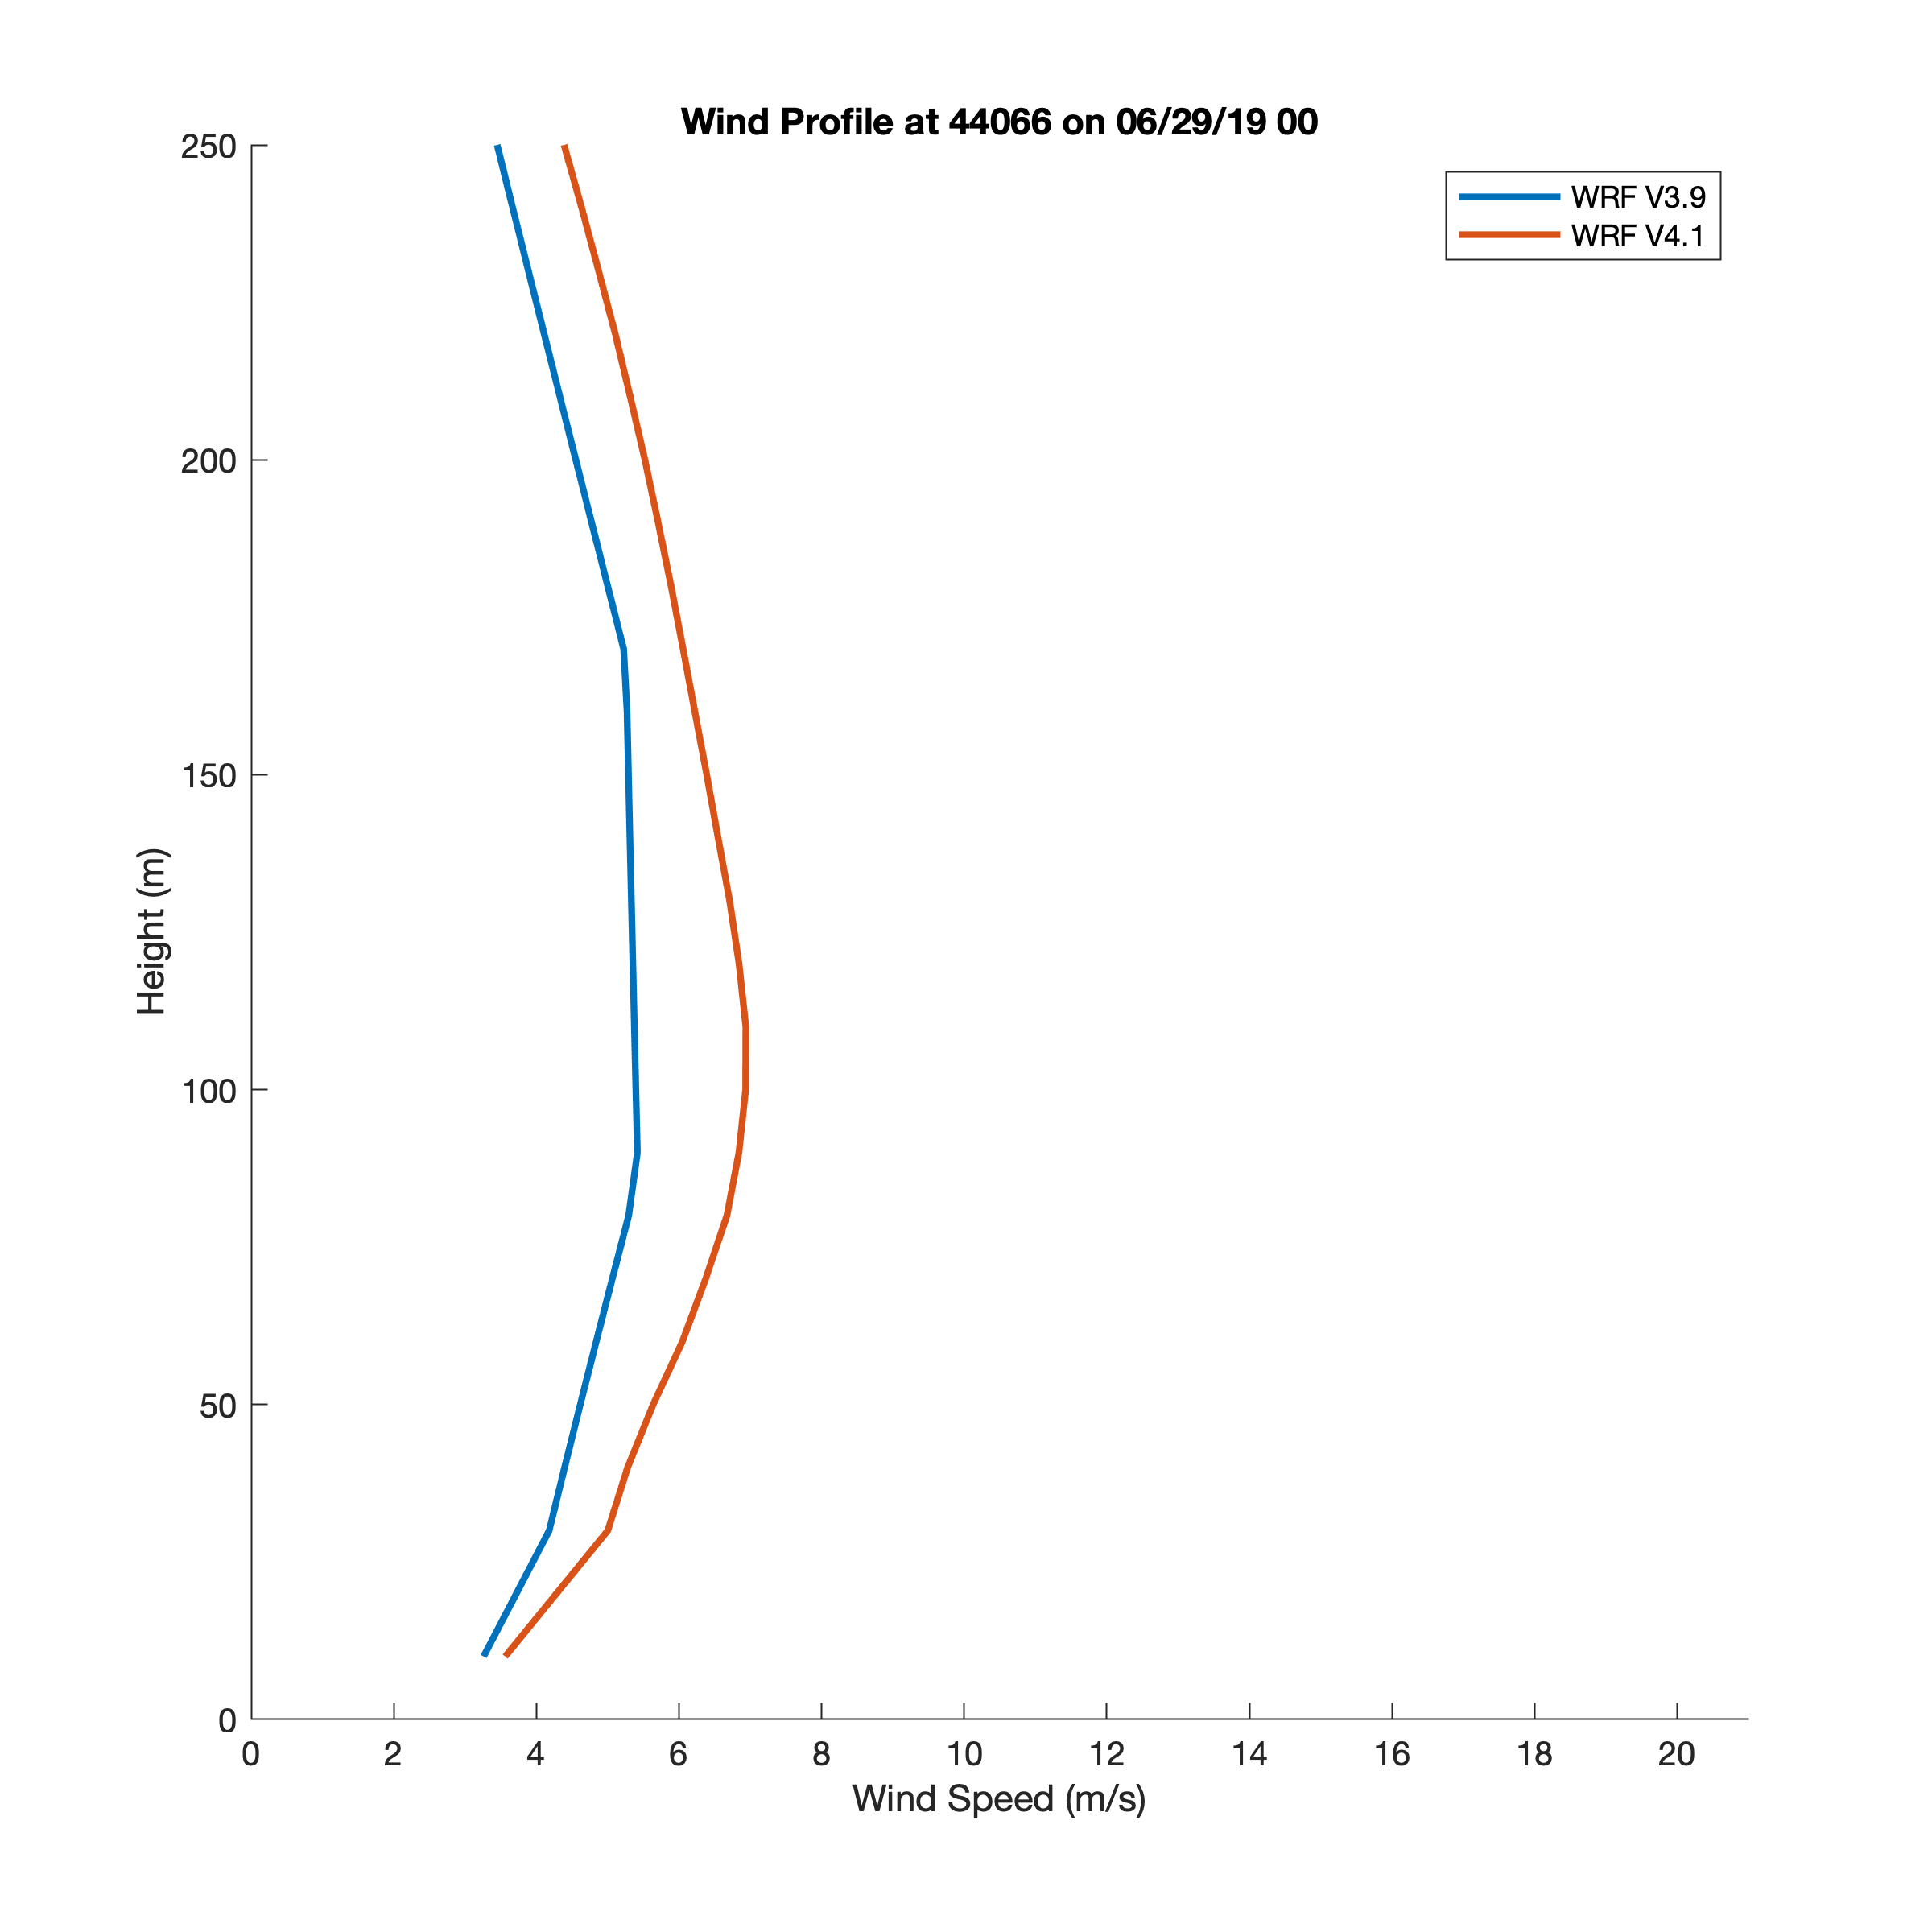 Wind Profile at 44066 on 06/29/19 00
WRF V3.9
WRF V4.1
250
200
150
100
50
0
Height (m)
0 2 4 6 8 10 12 14 16 18 20
Wind Speed (m/s)